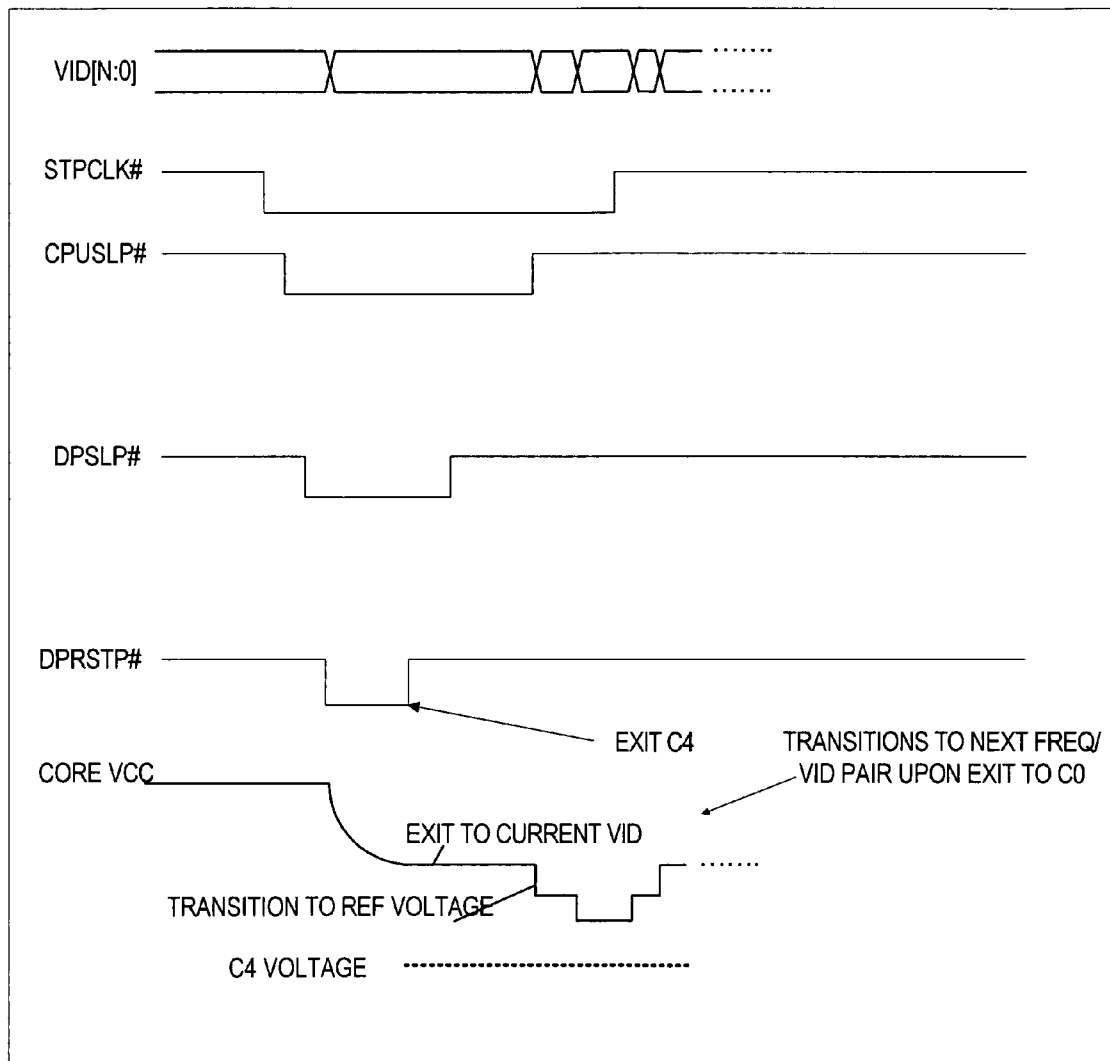 VID[N:0]
STPCLK#
CPUSLP#
DPSLP#
DPRSTP#
EXIT C4
TRANSITIONS TO NEXT FREQ/
VID PAIR UPON EXIT TO C0
CORE VCC
EXIT TO CURRENT VID
TRANSITION TO REF VOLTAGE
C4 VOLTAGE